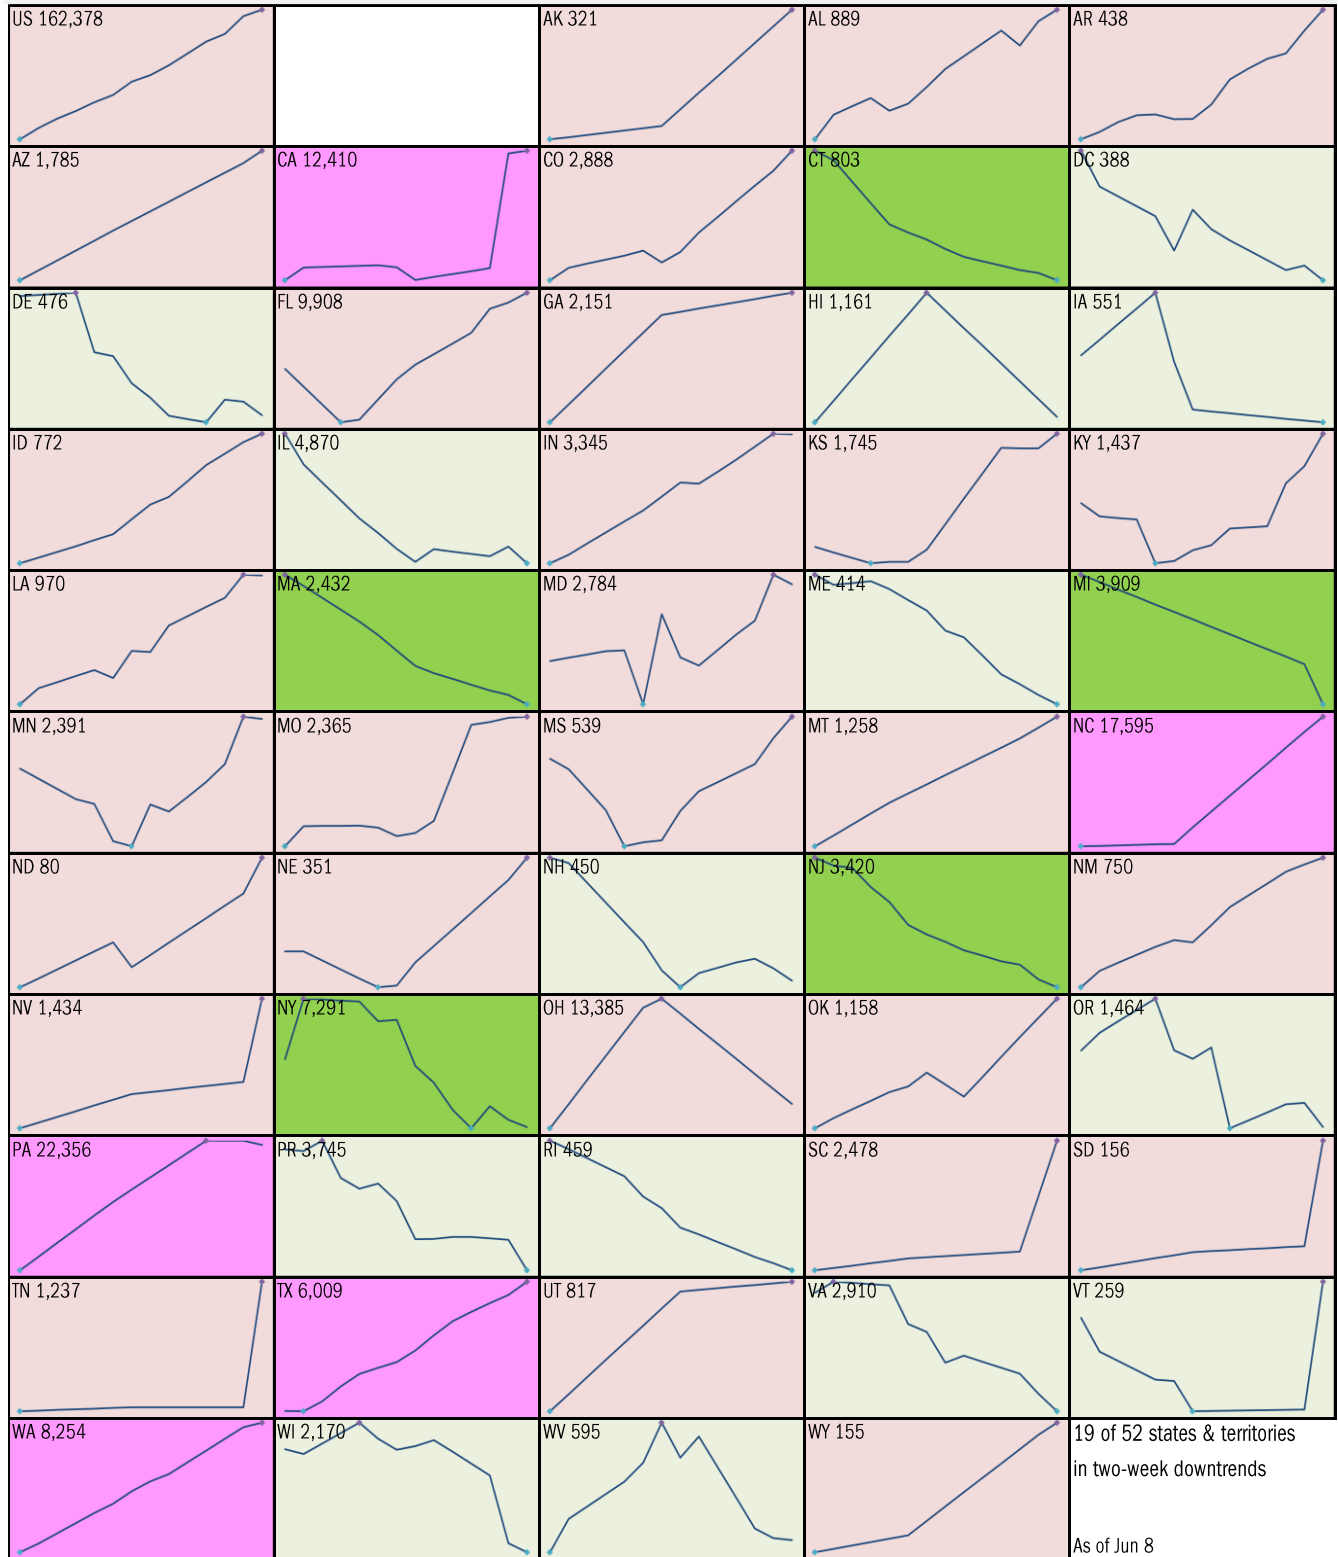 US 162,378
AK 321
AL 889
AR 438
AZ 1,785
CA 12,410
CO 2,888
CT 803
DC 388
DE 476
FL 9,908
GA 2,151
HI 1,161
IA 551
ID 772
IL 4,870
IN 3,345
KS 1,745
KY 1,437
LA 970
MA 2,432
MD 2,784
ME 414
MI 3,909
MN 2,391
MO 2,365
MS 539
MT 1,258
NC 17,595
ND 80
NE 351
NH 450
NJ 3,420
NM 750
NV 1,434
NY 7,291
OH 13,385
OK 1,158
OR 1,464
PA 22,356
PR 3,745
RI 459
SC 2,478
SD 156
TN 1,237
TX 6,009
UT 817
VA 2,910
VT 259
WA 8,254
WI 2,170
WV 595
WY 155
19 of 52 states & territories
in two-week downtrends
As of Jun 8